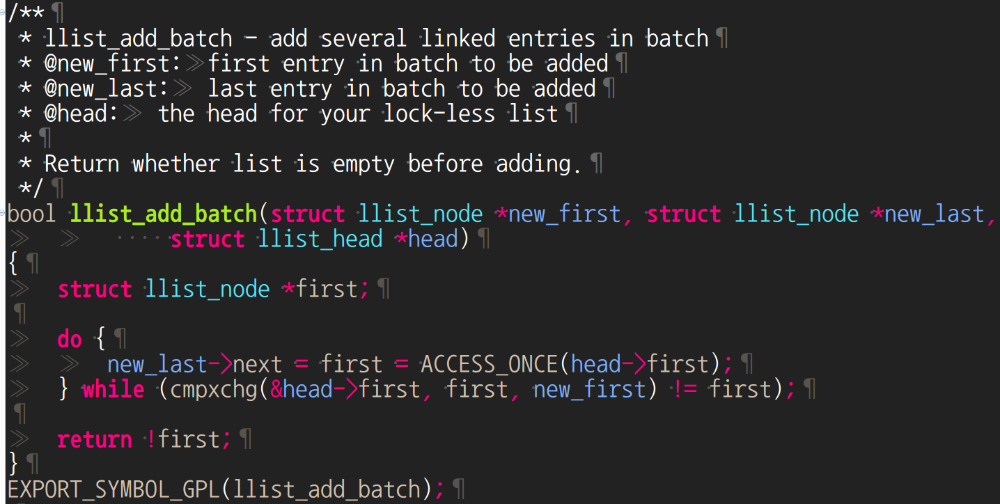 /**
 * llist_add_batch - add several linked entries in batch
 * @new_first:	first entry in batch to be added
 * @new_last:	last entry in batch to be added
 * @head:	the head for your lock-less list
 *
 * Return whether list is empty before adding.
 */
bool llist_add_batch(struct llist_node *new_first, struct llist_node *new_last,
		     struct llist_head *head)
{
	struct llist_node *first;

	do {
		new_last->next = first = ACCESS_ONCE(head->first);
	} while (cmpxchg(&head->first, first, new_first) != first);

	return !first;
}
EXPORT_SYMBOL_GPL(llist_add_batch);